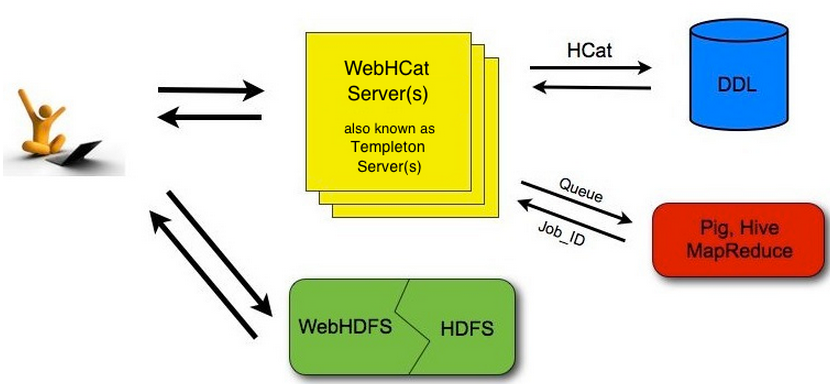 WebHCat
Server(s)
also known as
Templeton
Server(s)
HCat
DDL
Queue
Job_ID
Pig, Hive
MapReduce
WebHDFS
HDFS